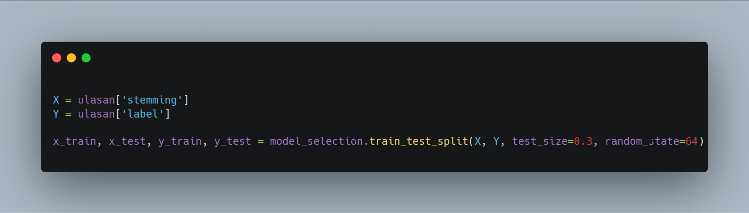 X = ulasan['stemming']
Y = ulasan['label']
x_train, x_test, y_train, y_test = model_selection.train_test_split(X, Y, test_size=0.3, random_state=64)